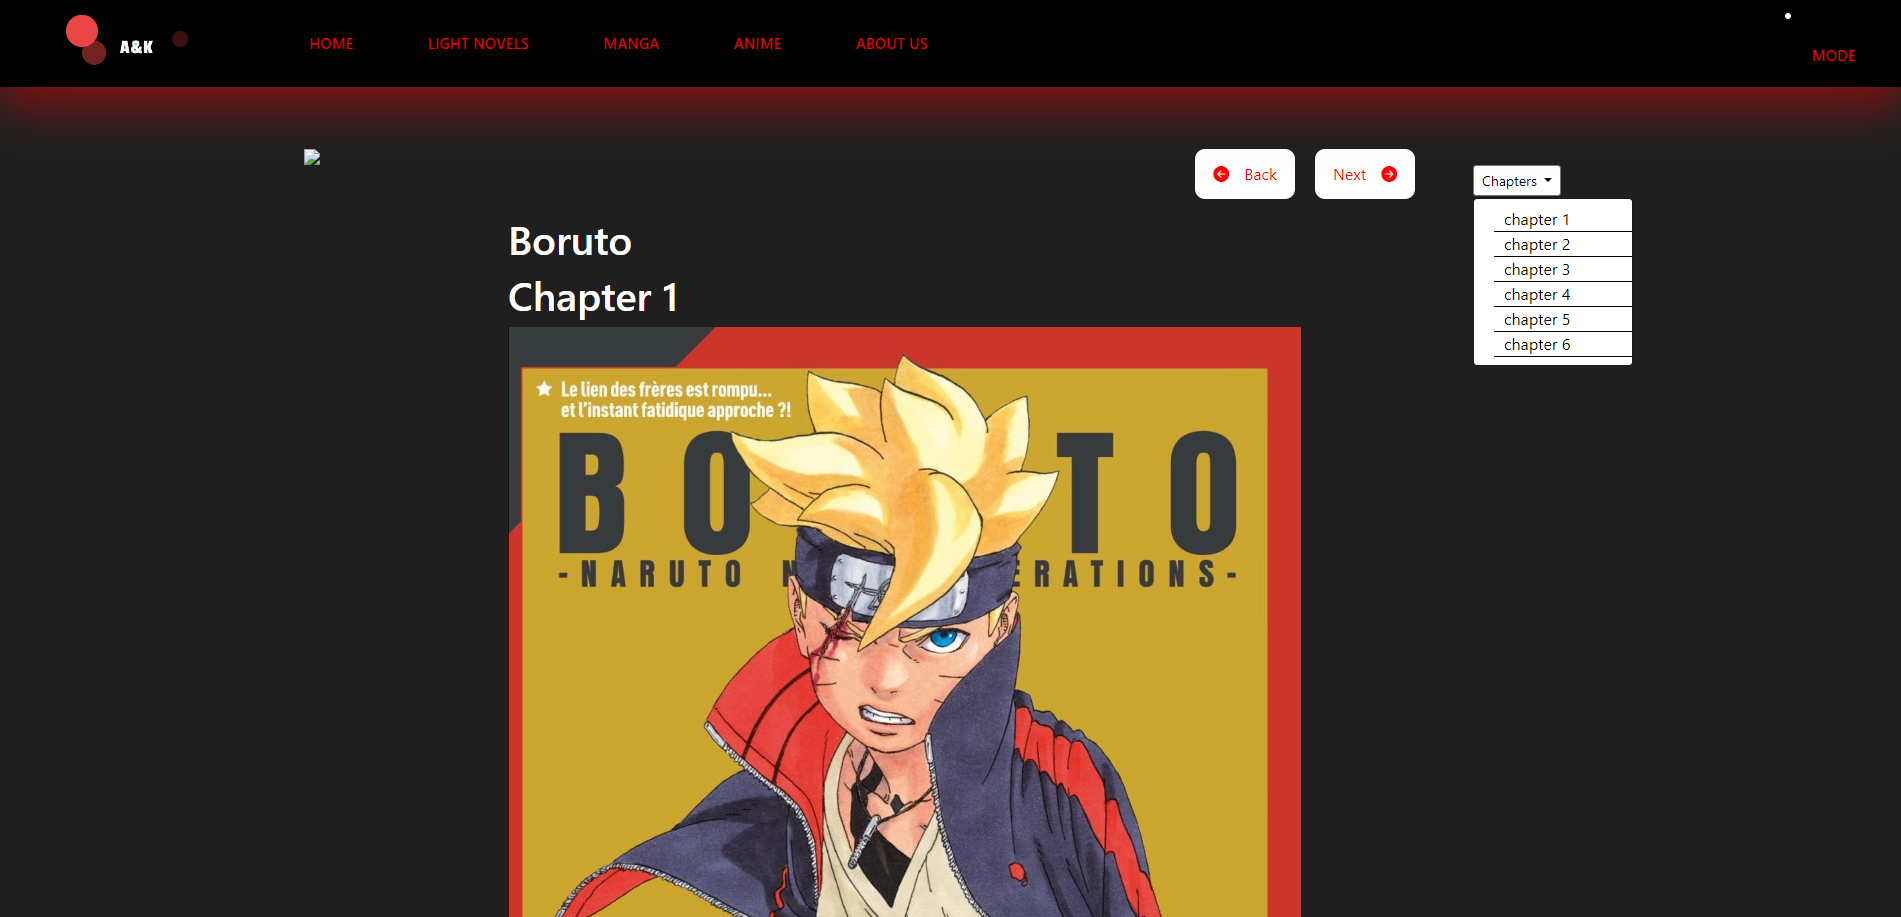 A&K
HOME
LIGHT NOVELS
MANGA
ANIME
ABOUT US
MODE
Back
Next
Chapters
chapter 1
chapter 2
chapter 3
chapter 4
chapter 5
chapter 6
Boruto
Chapter 1
Le lien des frères est rompu...
et l'instant fatidique approche ?!
BO TO
-NARUTO N ERATIONS-